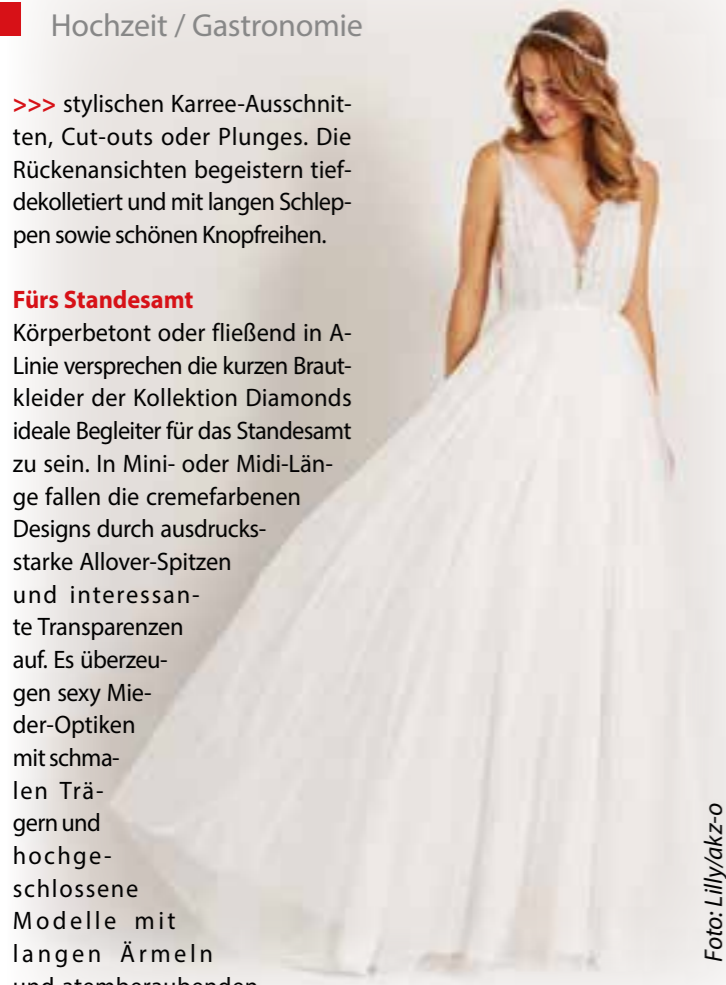 Hochzeit / Gastronomie
>>> stylischen Karree-Ausschnit-
ten, Cut-outs oder Plunges. Die
Rückenansichten begeistern tief-
dekolletiert und mit langen Schlep-
pen sowie schönen Knopfreihen.
Fürs Standesamt
Körperbetont oder fließend in A-
Linie versprechen die kurzen Braut-
kleider der Kollektion Diamonds
ideale Begleiter für das Standesamt
zu sein. In Mini- oder Midi-Län-
ge fallen die cremefarbenen
Designs durch ausdrucks-
starke Allover-Spitzen
und interessan-
te Transparenzen
auf. Es überzeu-
gen sexy Mie-
der-Optiken
mit schma-
len Trä-
gern und
hochge-
schlossene
Modelle mit
langen Ärmeln
und atemberaubenden
Foto: Lilly/akz-o